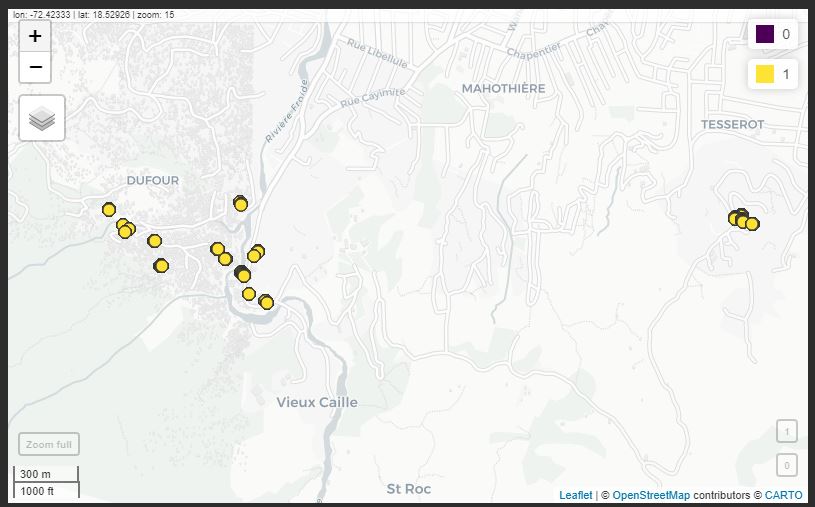 lon: -72.42333 | lat: 18.52926 | zoom: 15
+
−
0
1
Rue Libellule
Chapentier
Rivière Froide
Rue Cayimite
MAHOTHIÈRE
TESSEROT
DUFOUR
Vieux Caille
St Roc
Zoom full
1
0
300 m
1000 ft
Leaflet | © OpenStreetMap contributors © CARTO